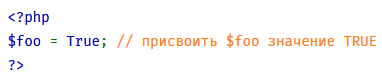 <?php
$foo = True; // присвоить $foo значение TRUE
?>